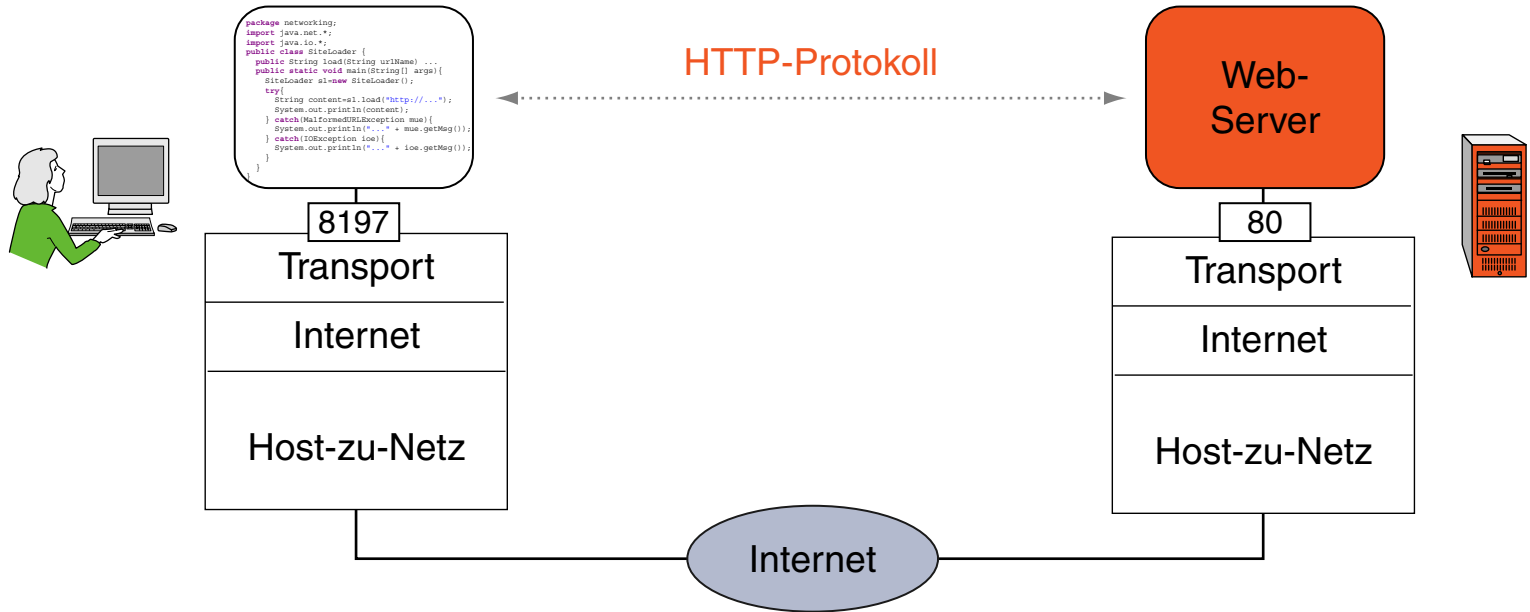 package networking;
import java.net.*;
import java.io.*;
public class SiteLoader {
public String load(String urlName) ...
public static void main(String[] args){
SiteLoader sl=new SiteLoader();
try{
String content=sl.load("http://...");
System.out.println(content);
} catch(MalformedURLException mue){
System.out.println("..." + mue.getMsg());
} catch(IOException ioe){
System.out.println("..." + ioe.getMsg());
}
}
}
HTTP-Protokoll
Web-
Server
8197
Transport
Internet
Host-zu-Netz
80
Transport
Internet
Host-zu-Netz
Internet